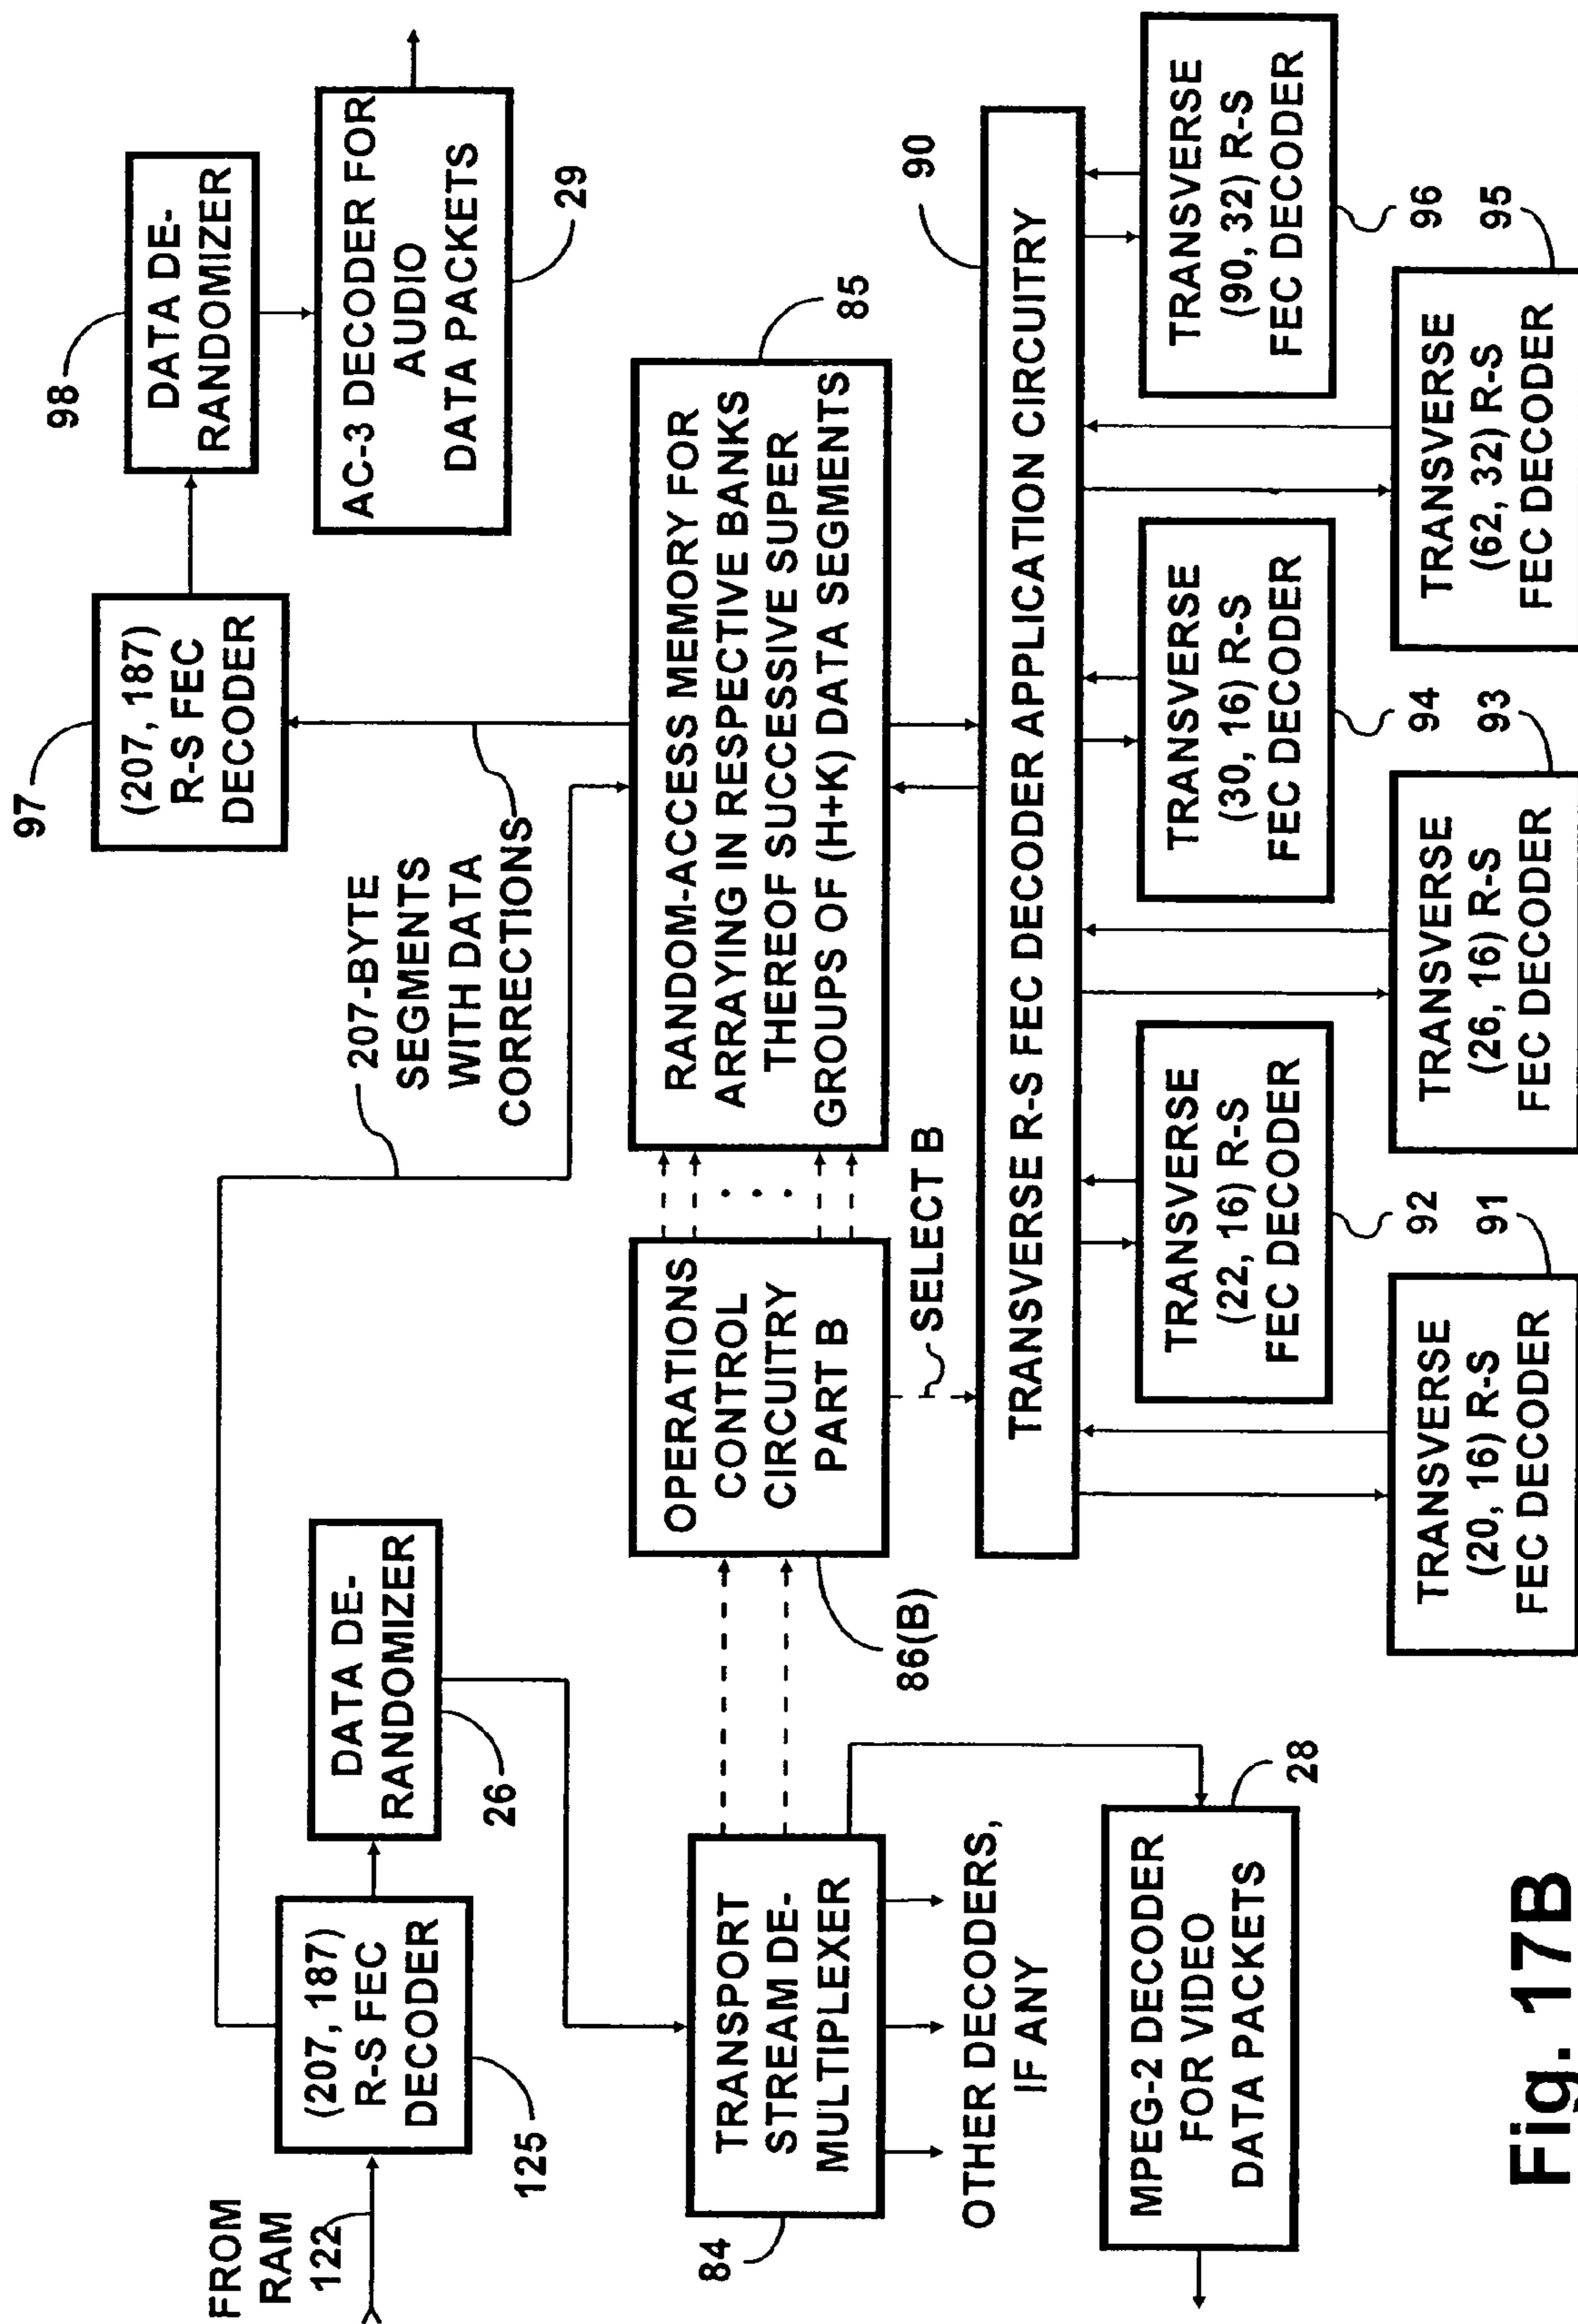 FROM
RAM
122
(207, 187)
R-S FEC
DECODER
125
DATA DE-
RANDOMIZER
26
207-BYTE
SEGMENTS
WITH DATA
CORRECTIONS
97
(207, 187)
R-S FEC
DECODER
98
DATA DE-
RANDOMIZER
AC-3 DECODER FOR
AUDIO
DATA PACKETS
29
84
TRANSPORT
STREAM DE-
MULTIPLEXER
OTHER DECODERS,
IF ANY
MPEG-2 DECODER
FOR VIDEO
DATA PACKETS
28
OPERATIONS
CONTROL
CIRCUITRY
PART B
86(B)
SELECT B
RANDOM-ACCESS MEMORY FOR
ARRAYING IN RESPECTIVE BANKS
THEREOF SUCCESSIVE SUPER
GROUPS OF (H+K) DATA SEGMENTS
85
TRANSVERSE R-S FEC DECODER APPLICATION CIRCUITRY
90
TRANSVERSE
(22, 16) R-S
FEC DECODER
92
TRANSVERSE
(30, 16) R-S
FEC DECODER
94
TRANSVERSE
(90, 32) R-S
FEC DECODER
96
TRANSVERSE
(20, 16) R-S
FEC DECODER
91
TRANSVERSE
(26, 16) R-S
FEC DECODER
93
TRANSVERSE
(62, 32) R-S
FEC DECODER
95
Fig. 17B